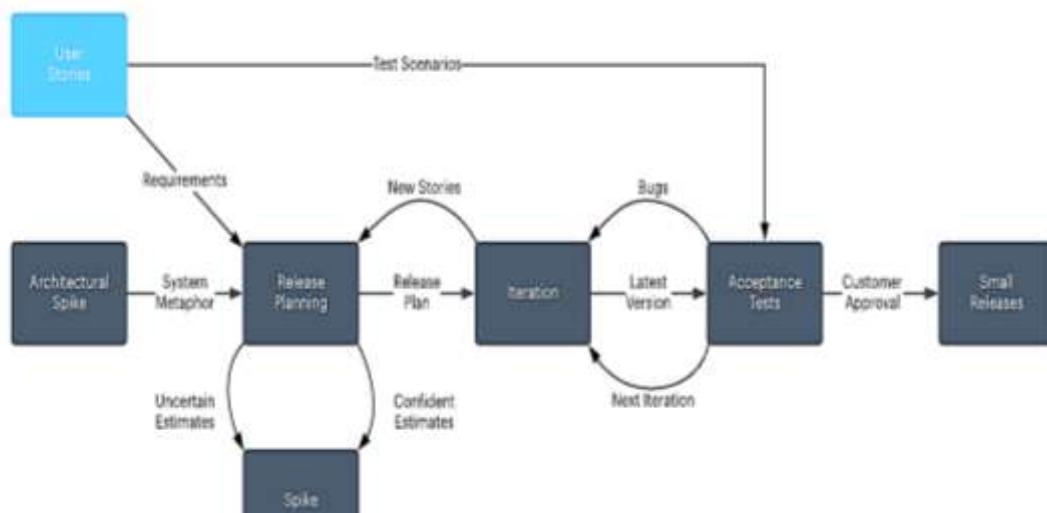 User
Stories
Test Scenarios
Requirements
New Stories
Bugs
Architectural
Spike
System
Metaphor
Release
Planning
Release
Plan
Iteration
Latest
Version
Acceptance
Tests
Customer
Approval
Small
Releases
Uncertain
Estimates
Confident
Estimates
Next Iteration
Spike